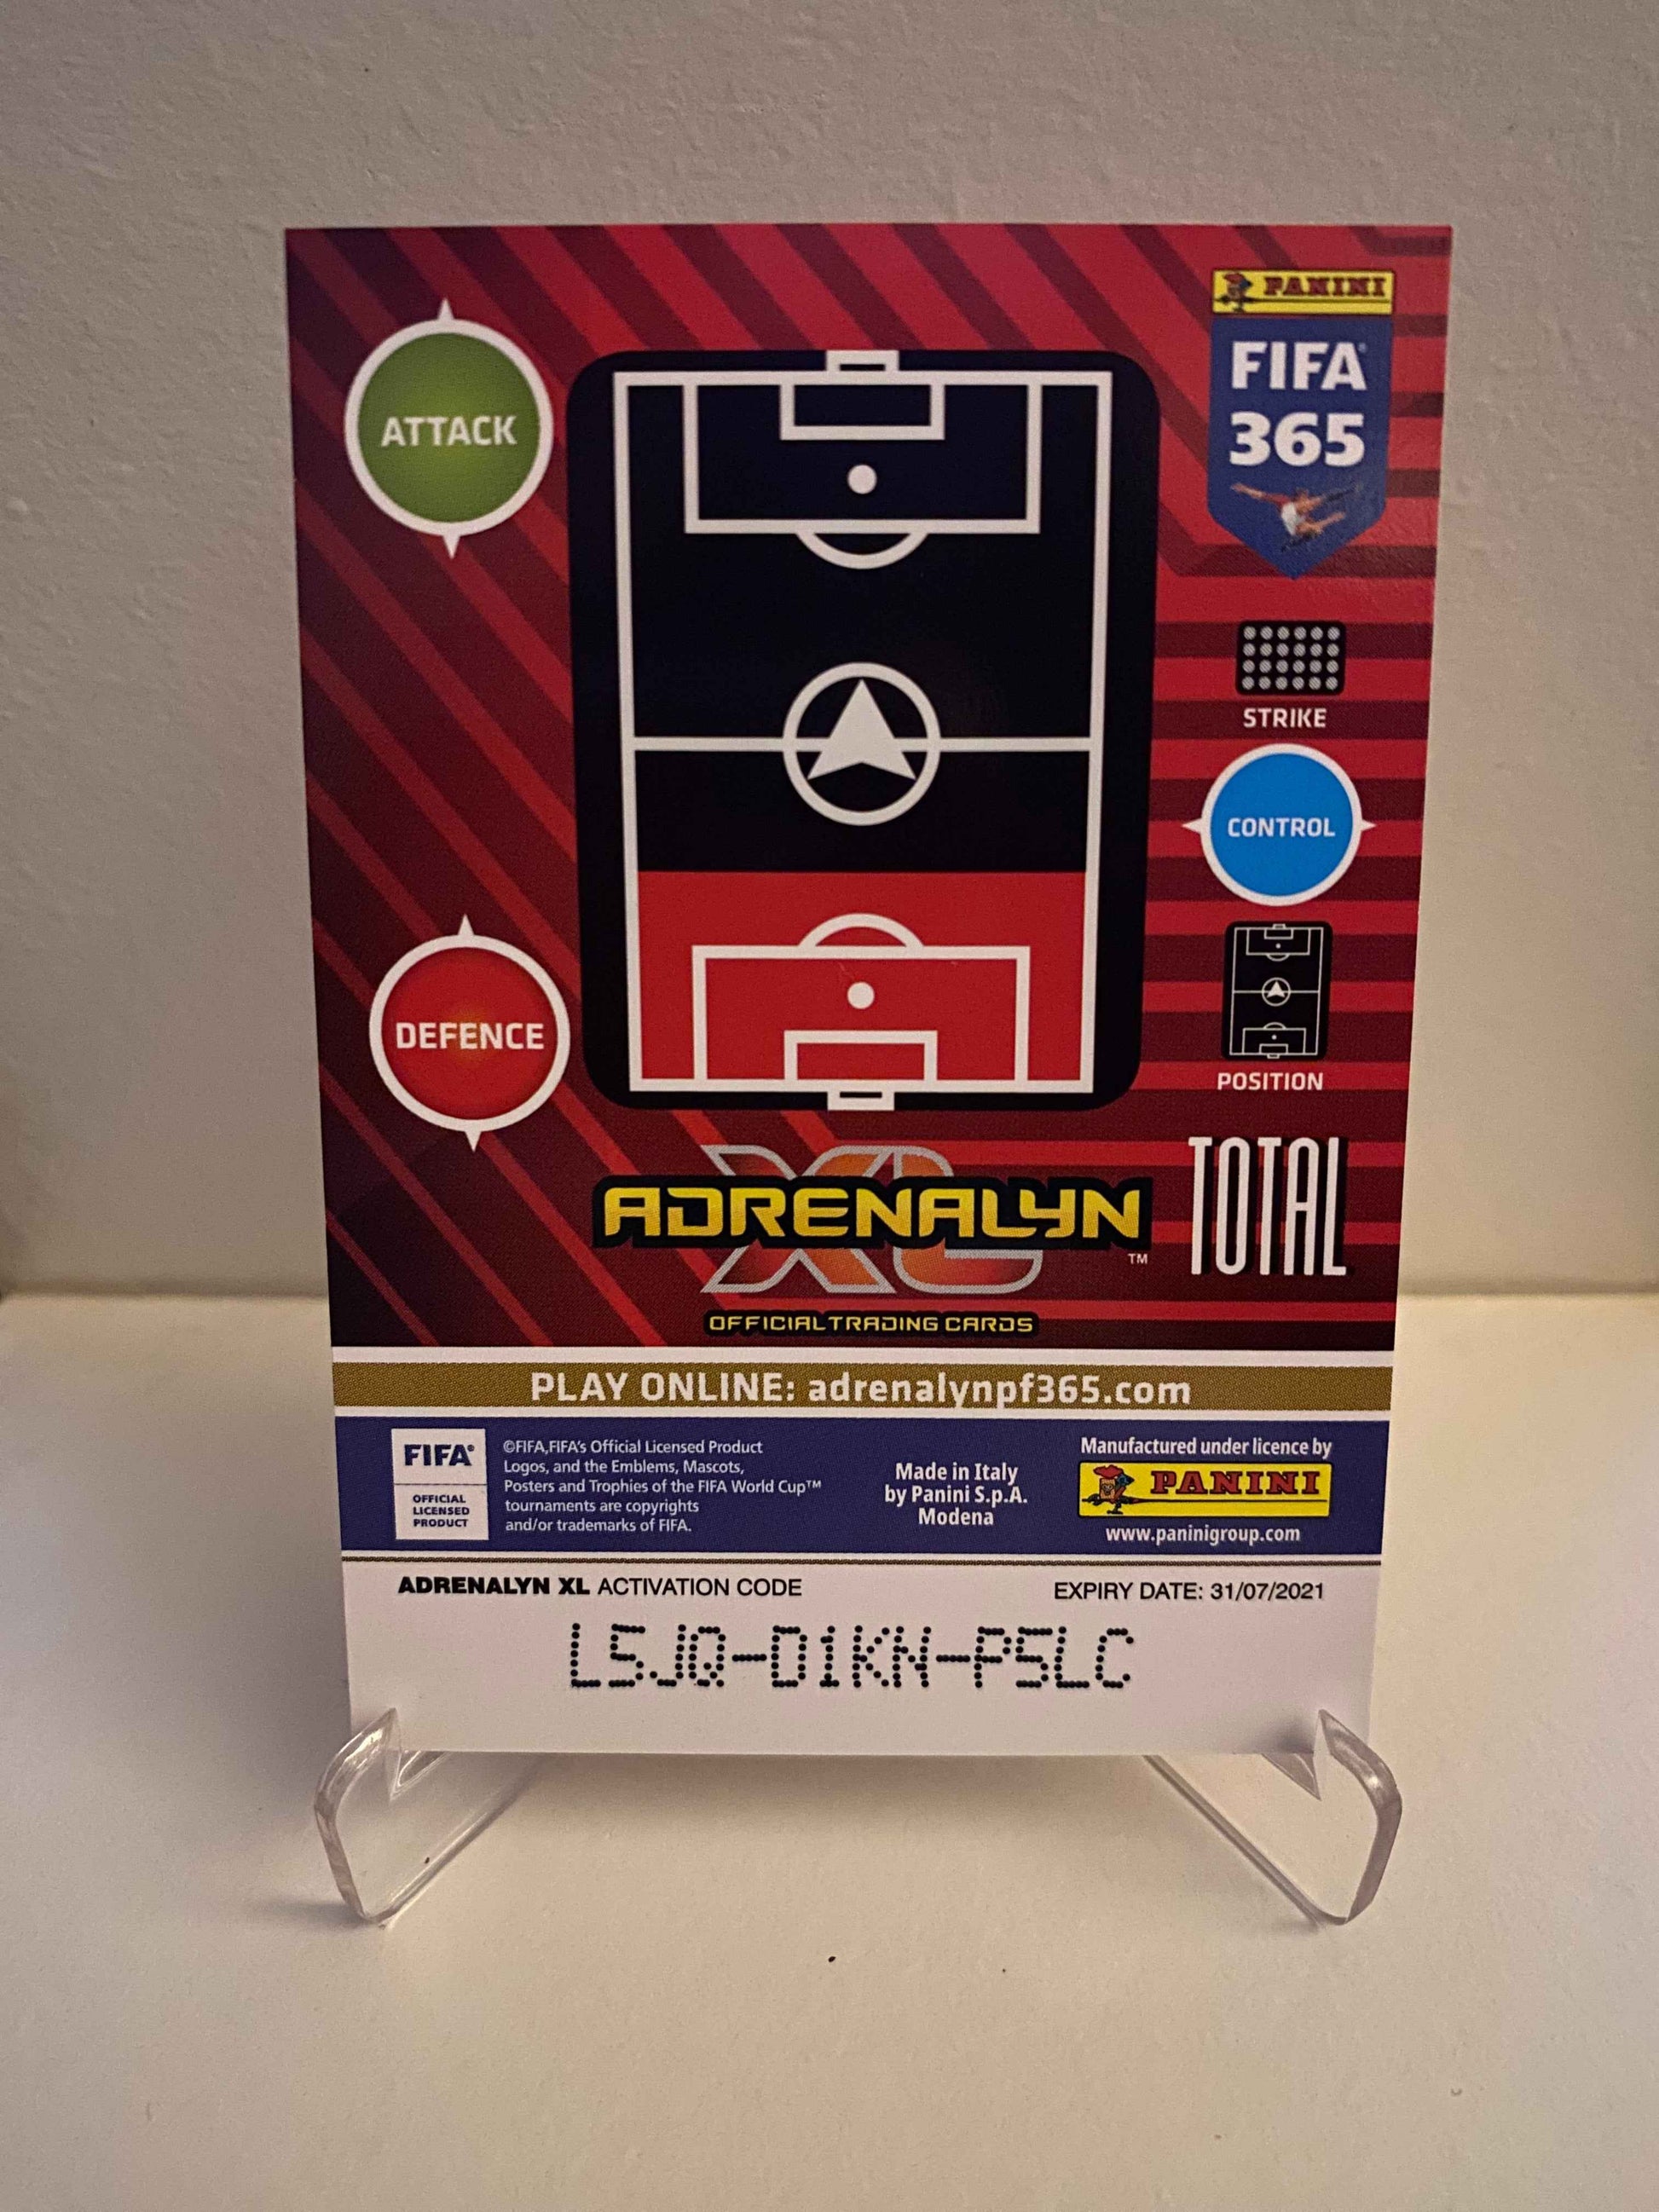 PANINI
FIFA
365
ATTACK
STRIKE
CONTROL
DEFENCE
POSITION
ADRENALYN
XL
™
TOTAL
OFFICIAL TRADING CARDS
PLAY ONLINE: adrenalynpf365.com
FIFA®
OFFICIAL
LICENSED
PRODUCT
©FIFA,FIFA's Official Licensed Product
Logos, and the Emblems, Mascots,
Posters and Trophies of the FIFA World Cup™
tournaments are copyrights
and/or trademarks of FIFA.
Made in Italy
by Panini S.p.A.
Modena
Manufactured under licence by
PANINI
www.paninigroup.com
ADRENALYN XL ACTIVATION CODE
EXPIRY DATE: 31/07/2021
L5JQ-D1KN-P5LC